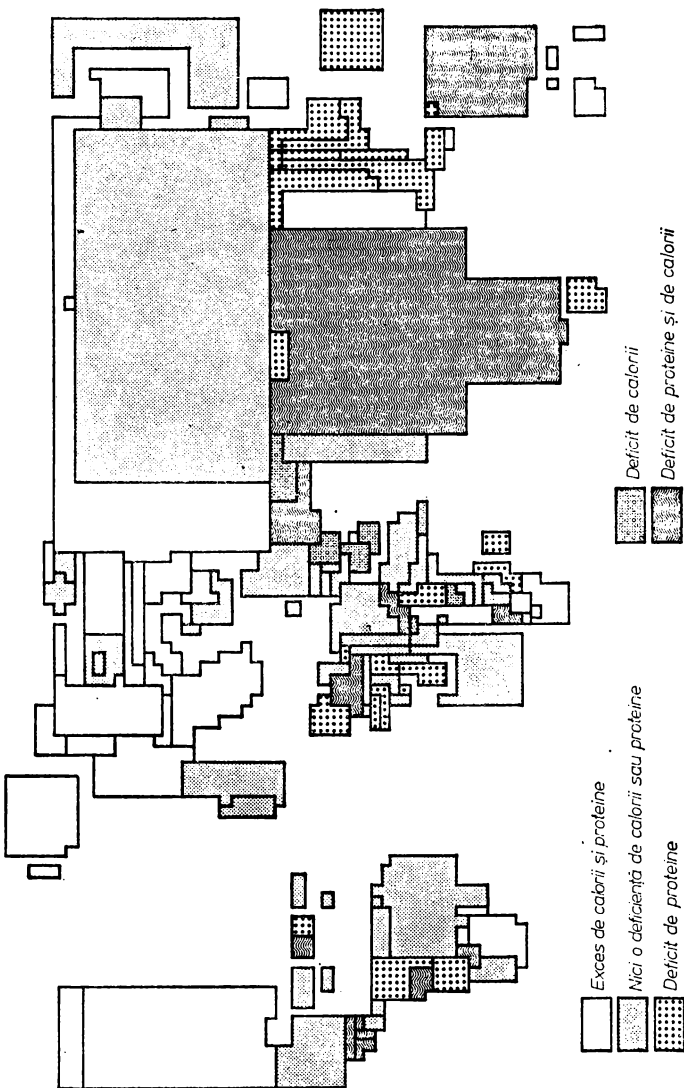 Exces de calorii și proteine
Nici o deficiență de calorii sau proteine
Deficit de proteine
Deficit de calorii
Deficit de proteine și de calorii